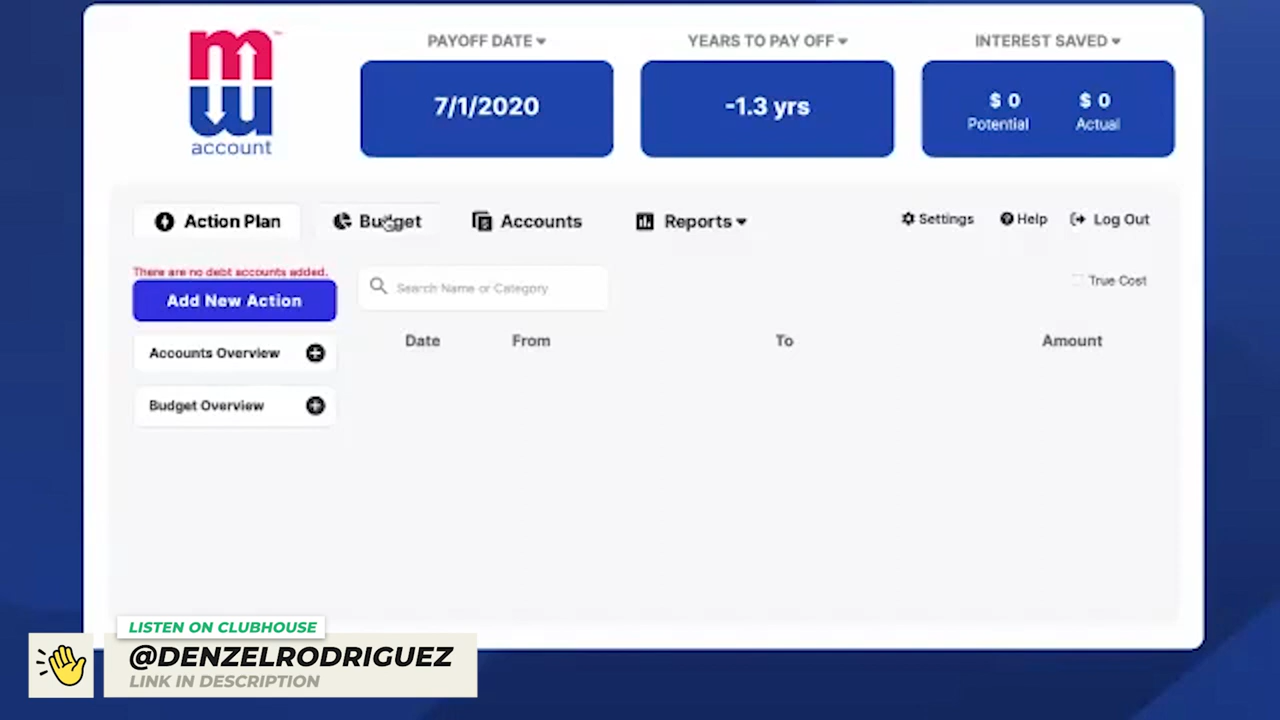 PAYOFF DATE
YEARS TO PAY OFF
INTEREST SAVED
mw™
account
7/1/2020
-1.3 yrs
$ 0 $ 0
Potential Actual
Action Plan
Budget
Accounts
Reports
Settings
Help
Log Out
There are no debt accounts added.
Add New Action
Search Name or Category
True Cost
Accounts Overview
Budget Overview
Date From To Amount
LISTEN ON CLUBHOUSE
@DENZELRODRIGUEZ
LINK IN DESCRIPTION